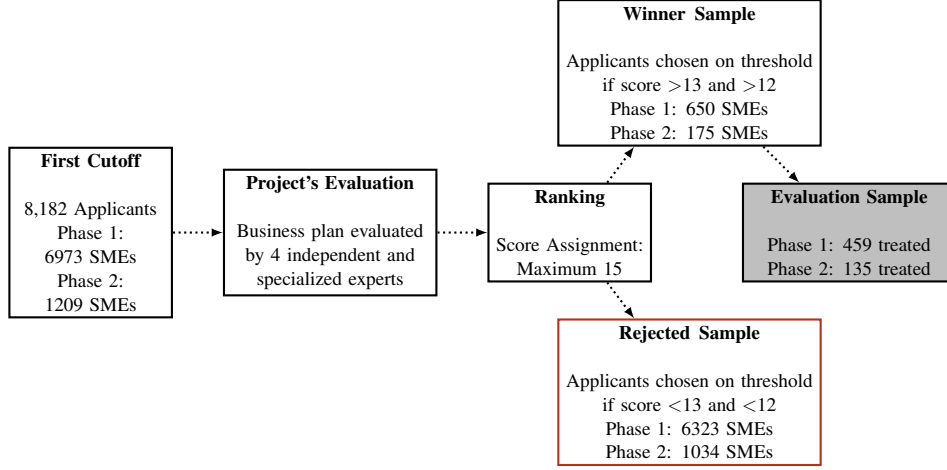 First Cutoff
8,182 Applicants
Phase 1:
6973 SMEs
Phase 2:
1209 SMEs
Project's Evaluation
Business plan evaluated
by 4 independent and
specialized experts
Ranking
Score Assignment:
Maximum 15
Winner Sample
Applicants chosen on threshold
if score >13 and >12
Phase 1: 650 SMEs
Phase 2: 175 SMEs
Evaluation Sample
Phase 1: 459 treated
Phase 2: 135 treated
Rejected Sample
Applicants chosen on threshold
if score <13 and <12
Phase 1: 6323 SMEs
Phase 2: 1034 SMEs